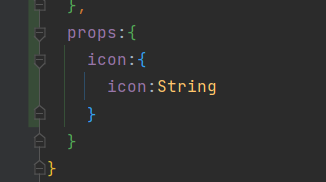 },
props:{
icon:{
icon:String
}
}
}